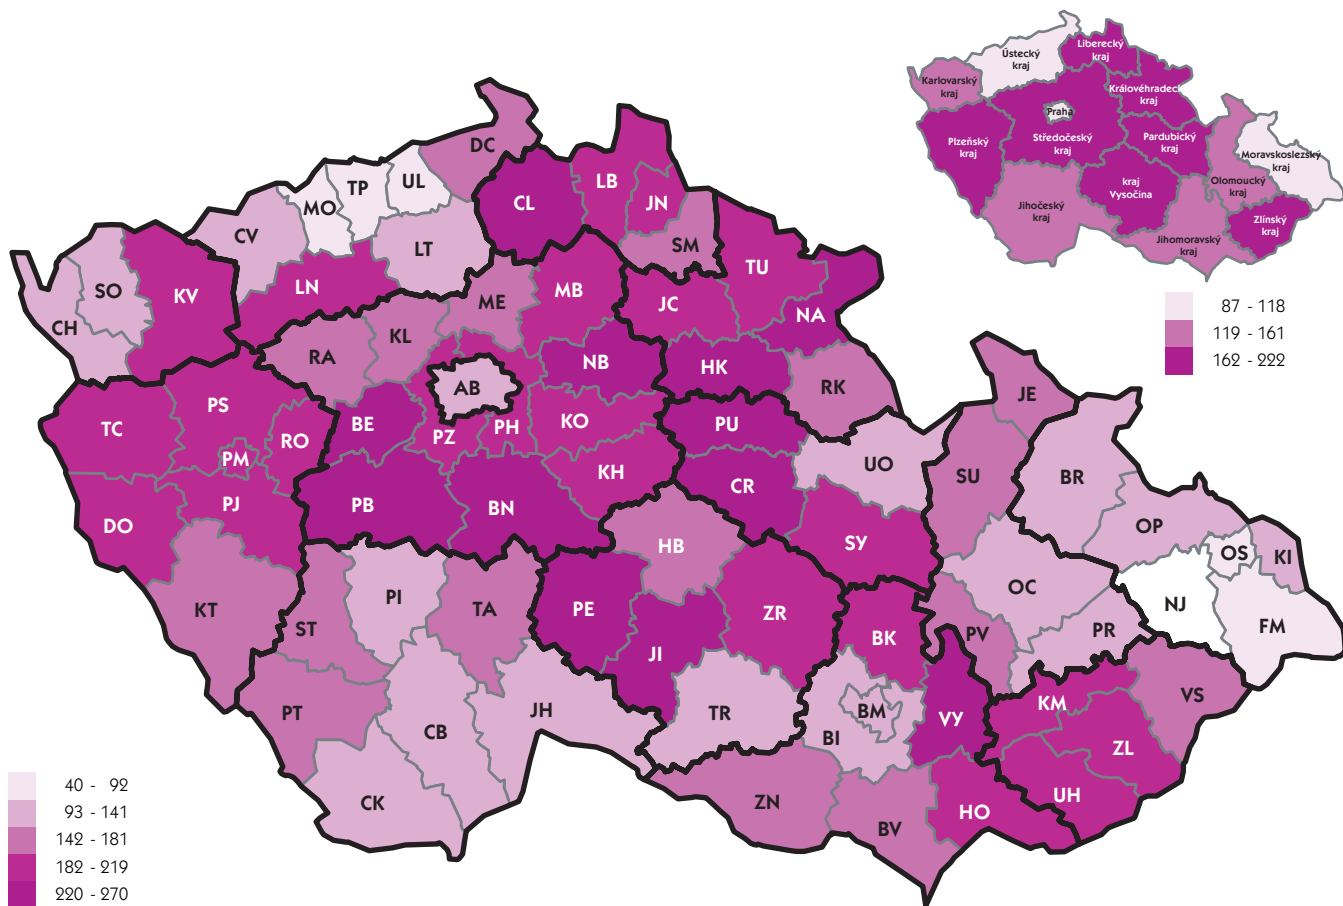 Ústecký
kraj
Liberecký
kraj
Karlovarský
kraj
Královéhradecký
kraj
Praha
Plzeňský
kraj
Středočeský
kraj
Pardubický
kraj
Moravskoslezský
kraj
kraj
Vysočina
Olomoucký
kraj
Jihočeský
kraj
Jihomoravský
kraj
Zlínský
kraj
87 - 118
119 - 161
162 - 222
DC
UL
TP
MO
CV
LT
LN
CL
LB
JN
SM
SO
CH
KV
TU
NA
JC
MB
ME
KL
RA
NB
HK
RK
AB
TC
PS
PM
RO
BE
PZ
PH
KO
PU
JE
PJ
DO
PB
BN
KH
CR
UO
SU
BR
OP
OS
KI
HB
SY
KT
PI
TA
ST
PE
JI
ZR
BK
OC
PV
PR
NJ
FM
PT
CB
JH
TR
BM
BI
VY
KM
VS
ZL
CK
ZN
BV
HO
UH
40 - 92
93 - 141
142 - 181
182 - 219
220 - 270